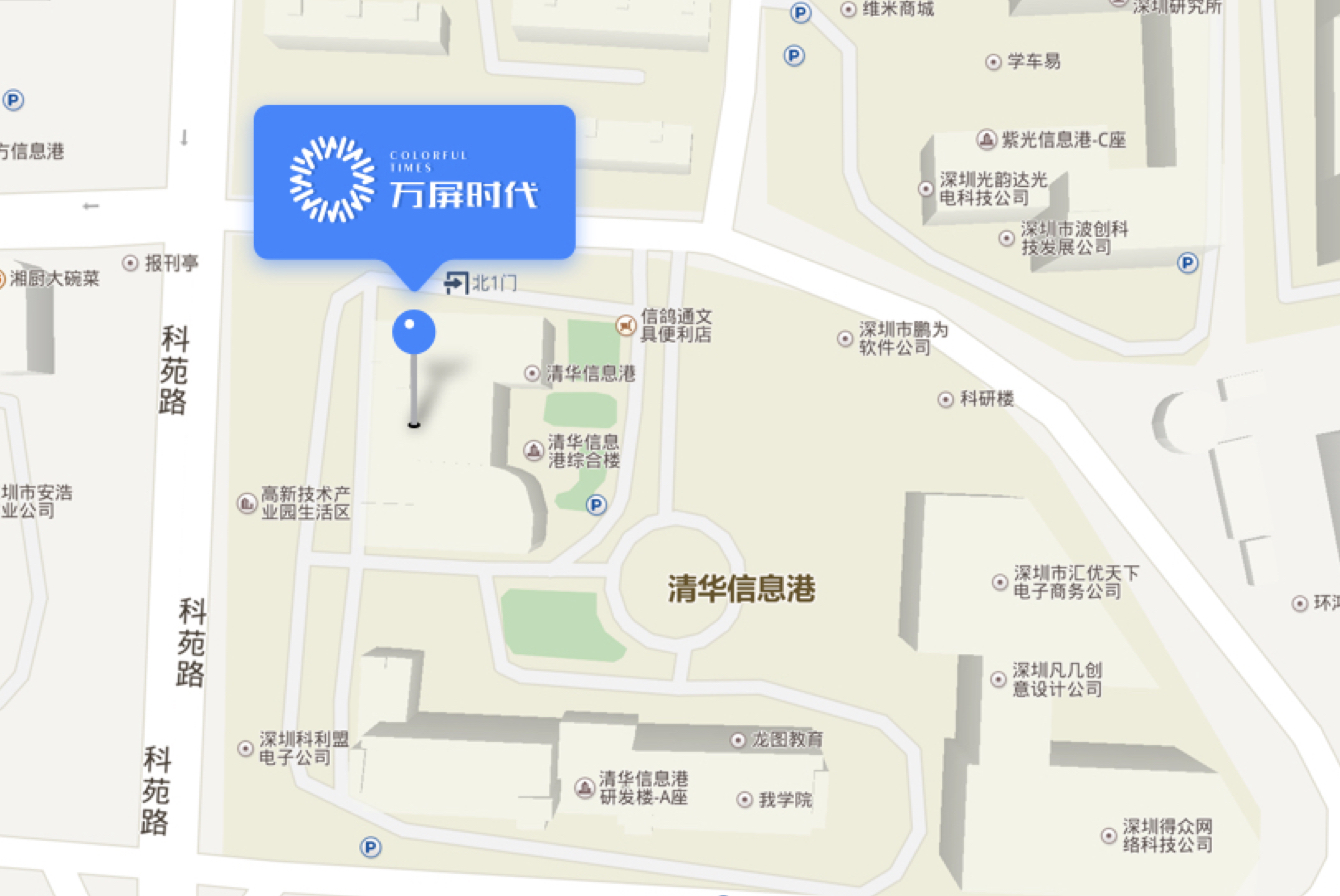 维米商城
深圳研究所
P
P
学车易
P
方信息港
紫光信息港-C座
COLORFUL
TIMES
万屏时代
深圳光韵达光
电科技公司
深圳市波创科
技发展公司
P
报刊亭
湘厨大碗菜
北1门
信鸽通文
具便利店
深圳市鹏为
软件公司
科苑路
清华信息港
科研楼
清华信息
港综合楼
圳市安浩
业公司
高新技术产
业园生活区
P
清华信息港
深圳市汇优天下
电子商务公司
环鸿
科苑路
深圳凡几创
意设计公司
深圳科利盟
电子公司
龙图教育
科苑路
清华信息港
研发楼-A座
我学院
深圳得众网
络科技公司
P